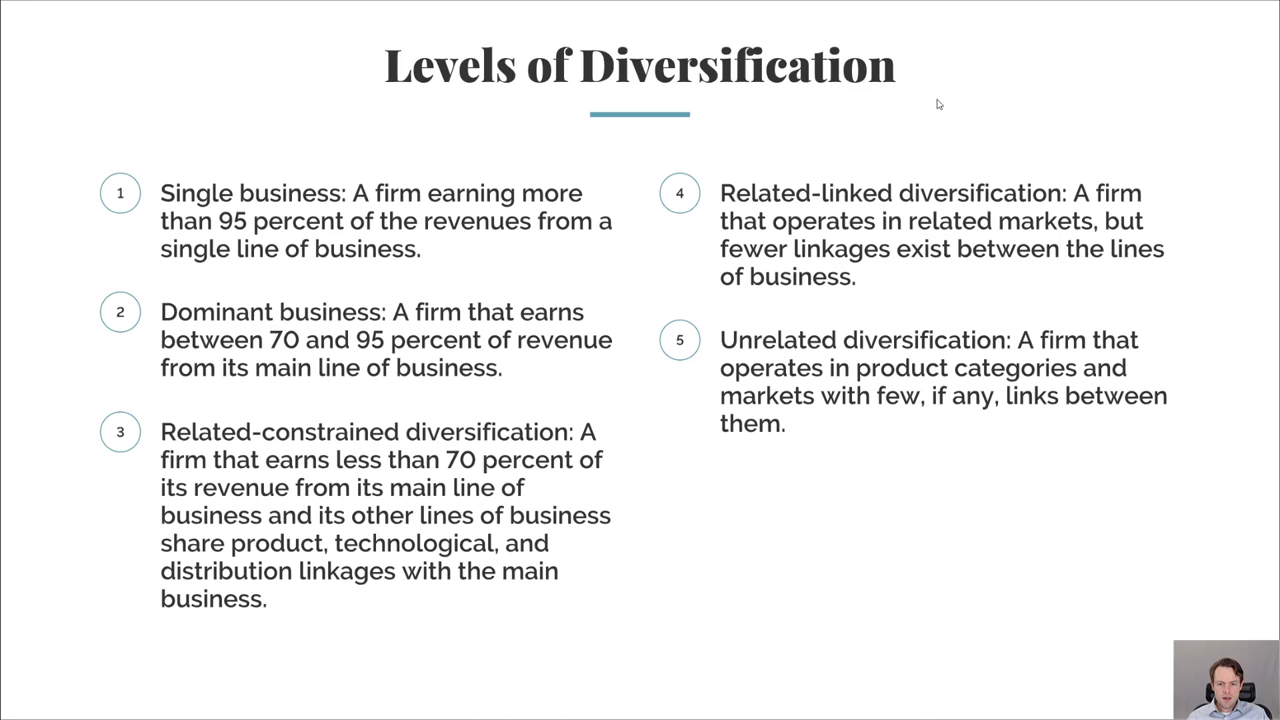 Levels of Diversification
1
Single business: A firm earning more
than 95 percent of the revenues from a
single line of business.
2
Dominant business: A firm that earns
between 70 and 95 percent of revenue
from its main line of business.
3
Related-constrained diversification: A
firm that earns less than 70 percent of
its revenue from its main line of
business and its other lines of business
share product, technological, and
distribution linkages with the main
business.
4
Related-linked diversification: A firm
that operates in related markets, but
fewer linkages exist between the lines
of business.
5
Unrelated diversification: A firm that
operates in product categories and
markets with few, if any, links between
them.